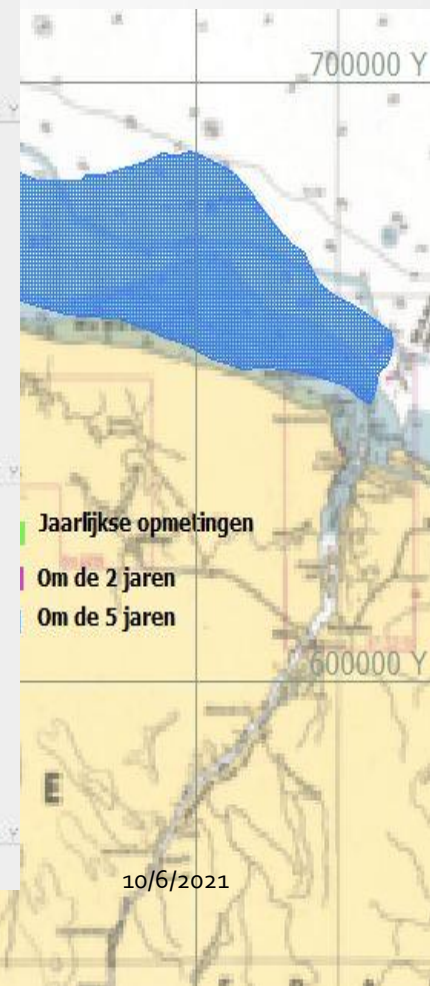 700000 Y
Jaarlijkse opmetingen
Om de 2 jaren
Om de 5 jaren
600000 Y
E
10/6/2021